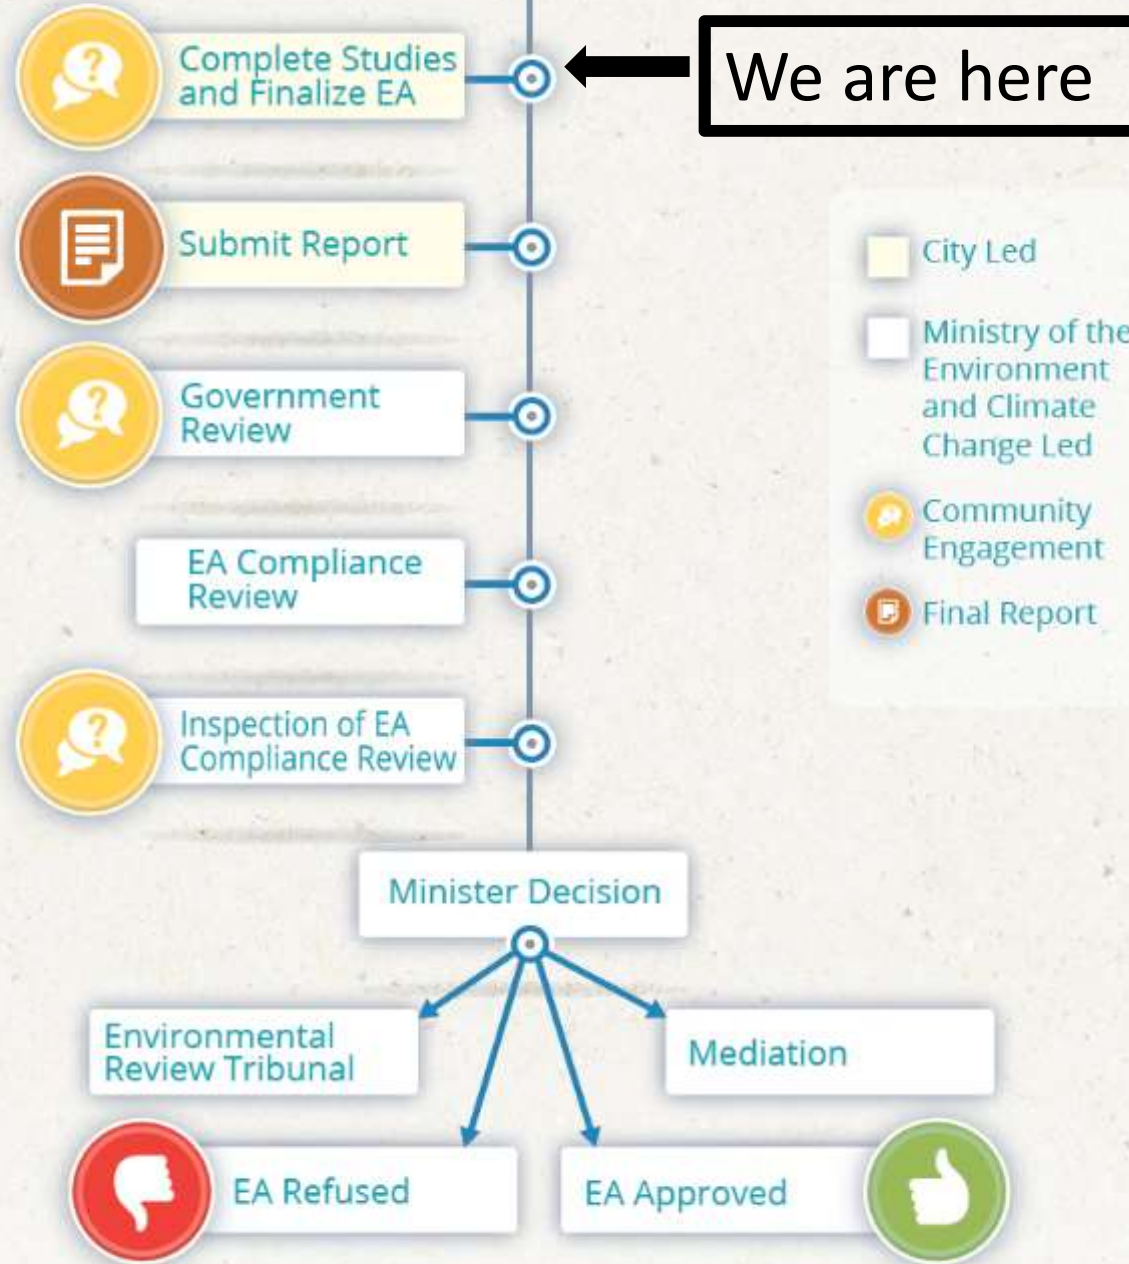 Complete Studies
and Finalize EA
We are here
Submit Report
City Led
Ministry of the
Environment
and Climate
Change Led
Government
Review
Community
Engagement
EA Compliance
Review
Final Report
Inspection of EA
Compliance Review
Minister Decision
Environmental
Review Tribunal
Mediation
EA Refused
EA Approved